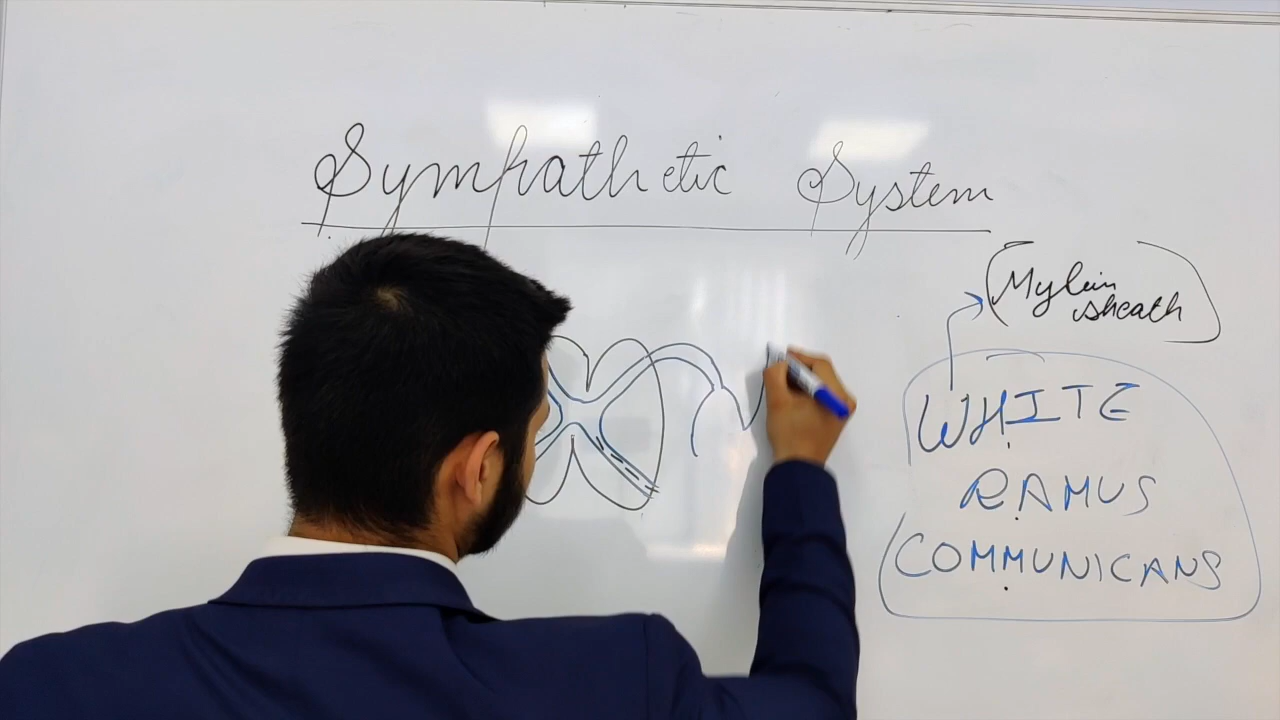 Sympathetic System
Mylein
sheath
WHITE
RAMUS
COMMUNICANS